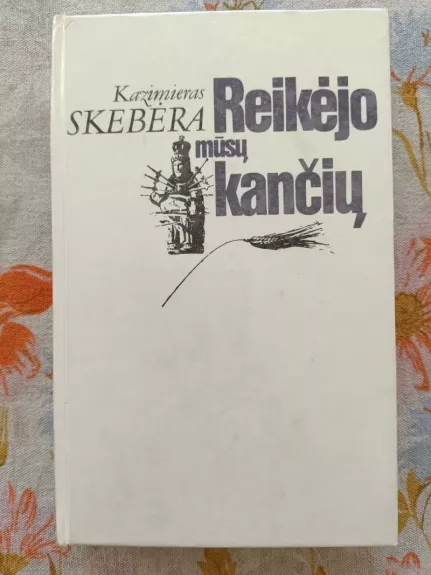 Kazimieras
SKEBĖRA
Reikėjo
mūsų
kančių